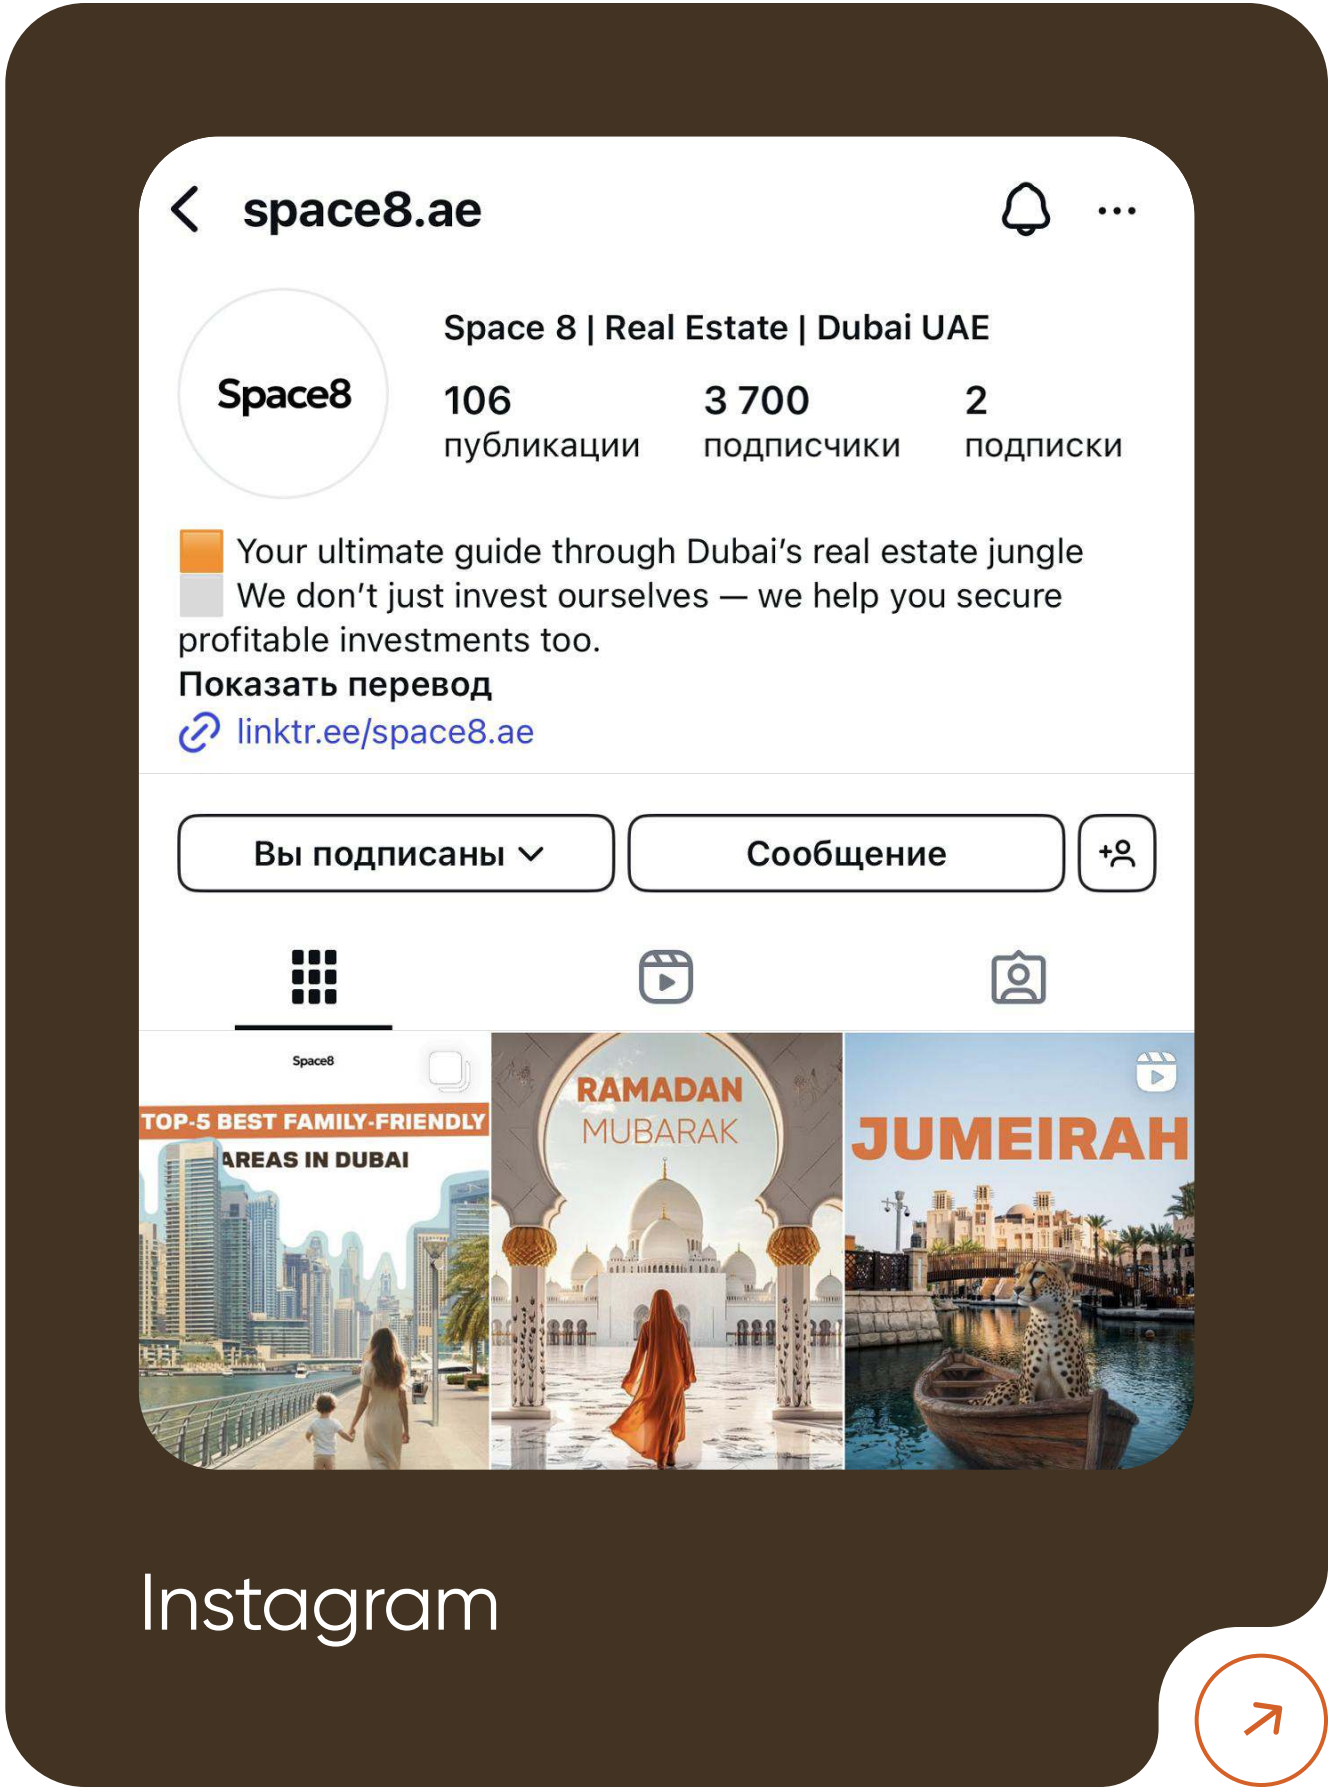 space8.ae
Space8
Space 8 | Real Estate | Dubai UAE
106
публикации
3 700
подписчики
2
подписки
Your ultimate guide through Dubai’s real estate jungle
We don’t just invest ourselves — we help you secure
profitable investments too.
Показать перевод
linktr.ee/space8.ae
Вы подписаны
Сообщение
Space8
TOP-5 BEST FAMILY-FRIENDLY
AREAS IN DUBAI
RAMADAN
MUBARAK
JUMEIRAH
Instagram